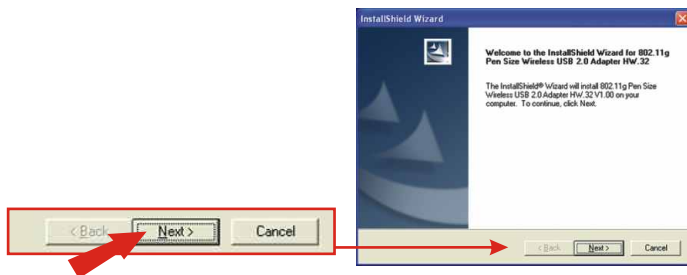 InstallShield Wizard
Welcome to the InstallShield Wizard for 802.11g
Pen Size Wireless USB 2.0 Adapter HW.32
The InstallShield® Wizard will install 802.11g Pen Size
Wireless USB 2.0 Adapter HW.32 V1.00 on your
computer. To continue, click Next.
< Back Next > Cancel
< Back Next > Cancel